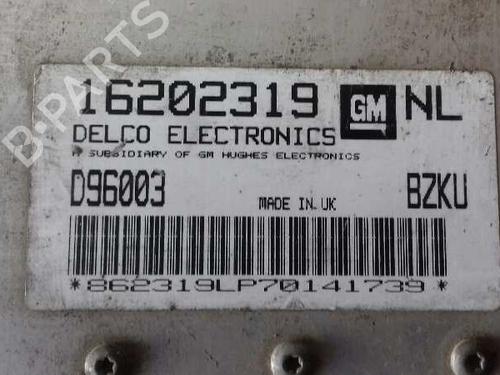 16202319 GM NL
DELCO ELECTRONICS
A SUBSIDIARY OF GM HUGHES ELECTRONICS
D96003 MADE IN UK BZKU
*862319LP70141739*
B-PARTS